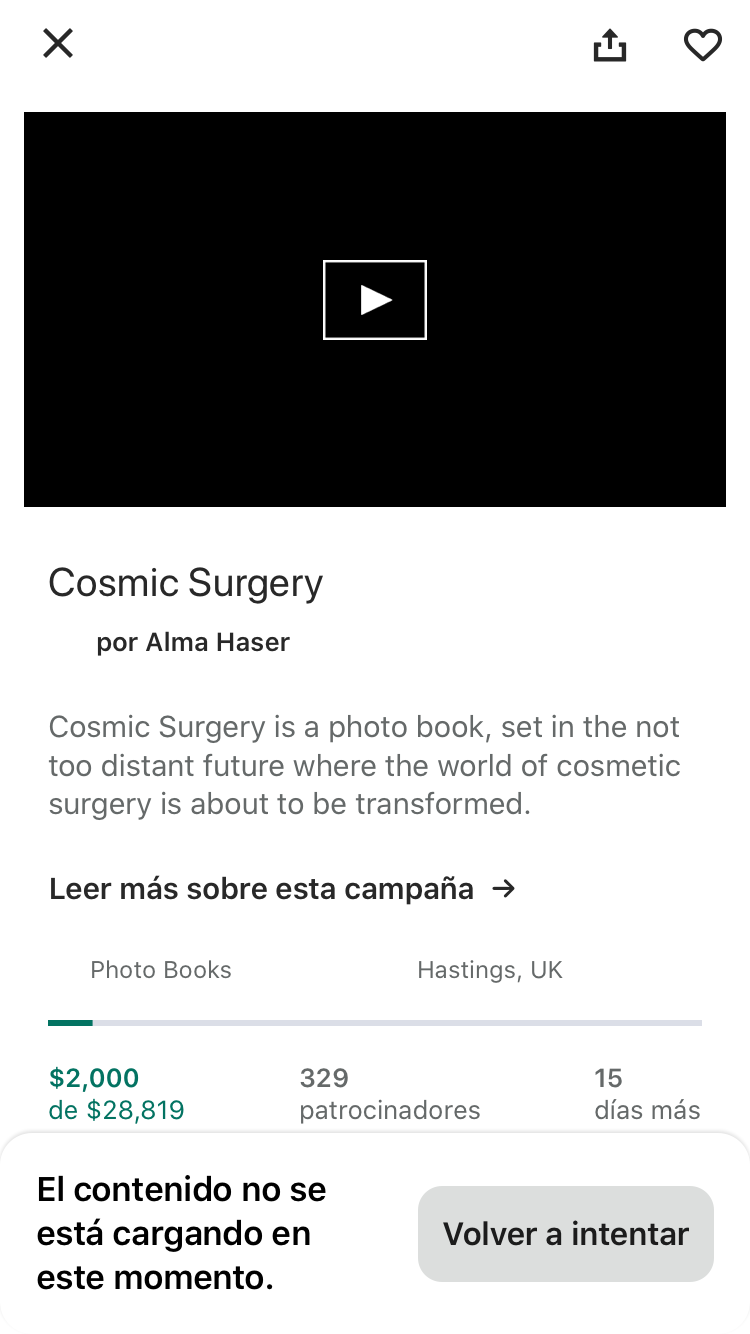 Cosmic Surgery
por Alma Haser
Cosmic Surgery is a photo book, set in the not
too distant future where the world of cosmetic
surgery is about to be transformed.
Leer más sobre esta campaña →
Photo Books
Hastings, UK
$2,000
de $28,819
329
patrocinadores
15
días más
El contenido no se
está cargando en
este momento.
Volver a intentar